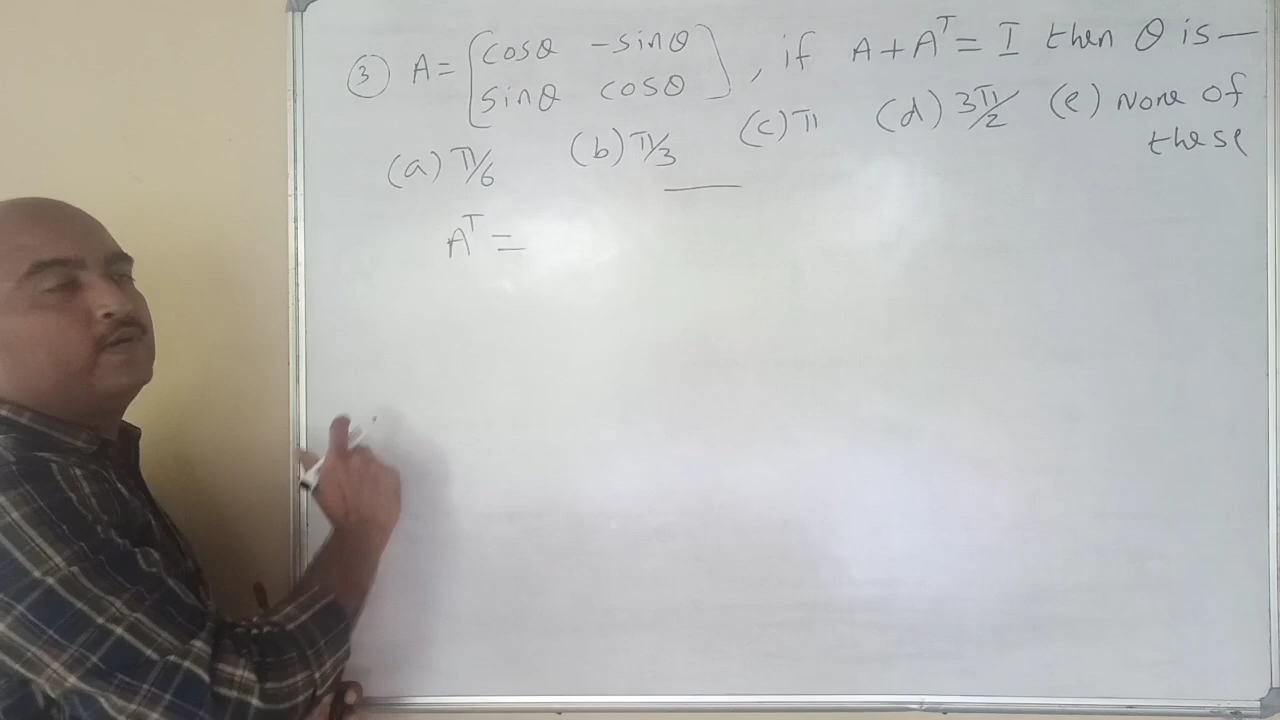 ③ A = [cosθ -sinθ
sinθ cosθ] , if A + Aᵀ = I then θ is —
(a) π/6 (b) π/3 (c) π (d) 3π/2 (e) None of
these
Aᵀ =